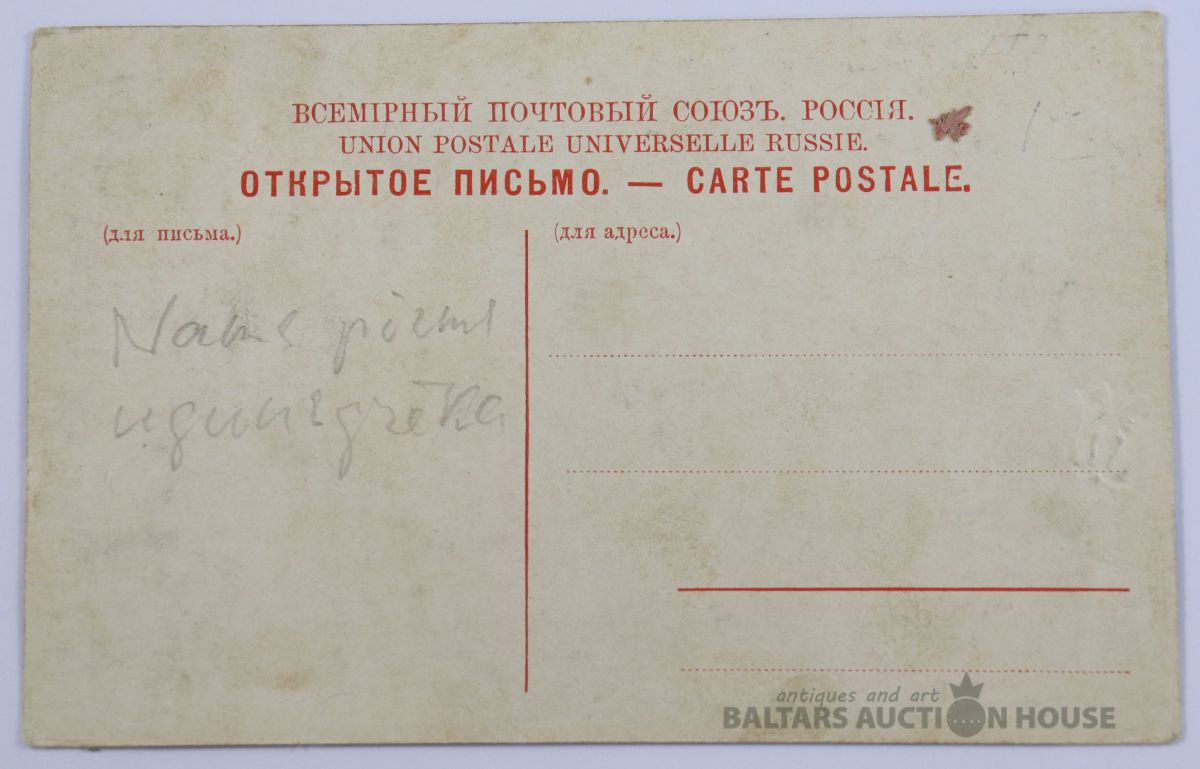 ВСЕМІРНЫЙ ПОЧТОВЫЙ СОЮЗЪ. РОССІЯ.
UNION POSTALE UNIVERSELLE RUSSIE.
ОТКРЫТОЕ ПИСЬМО. — CARTE POSTALE.
(для письма.)
(для адреса.)
antiques and art
BALTARS AUCTION HOUSE